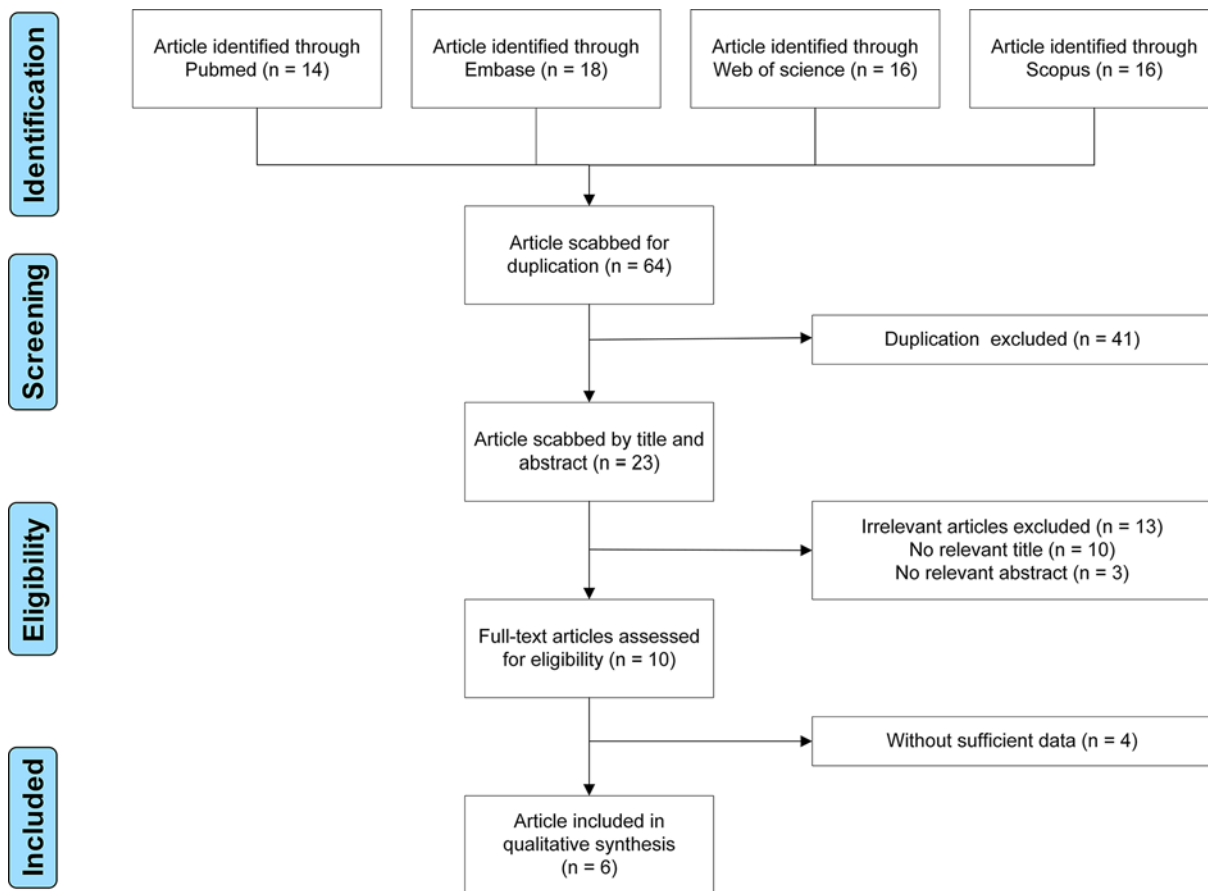 Identification
Article identified through
Pubmed (n = 14)
Article identified through
Embase (n = 18)
Article identified through
Web of science (n = 16)
Article identified through
Scopus (n = 16)
Article scabbed for
duplication (n = 64)
Screening
Duplication excluded (n = 41)
Article scabbed by title and
abstract (n = 23)
Eligibility
Irrelevant articles excluded (n = 13)
No relevant title (n = 10)
No relevant abstract (n = 3)
Full-text articles assessed
for eligibility (n = 10)
Without sufficient data (n = 4)
Included
Article included in
qualitative synthesis
(n = 6)